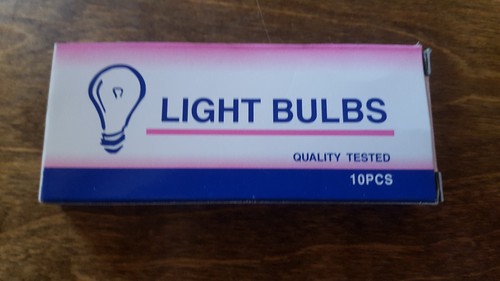 LIGHT BULBS
QUALITY TESTED
10PCS